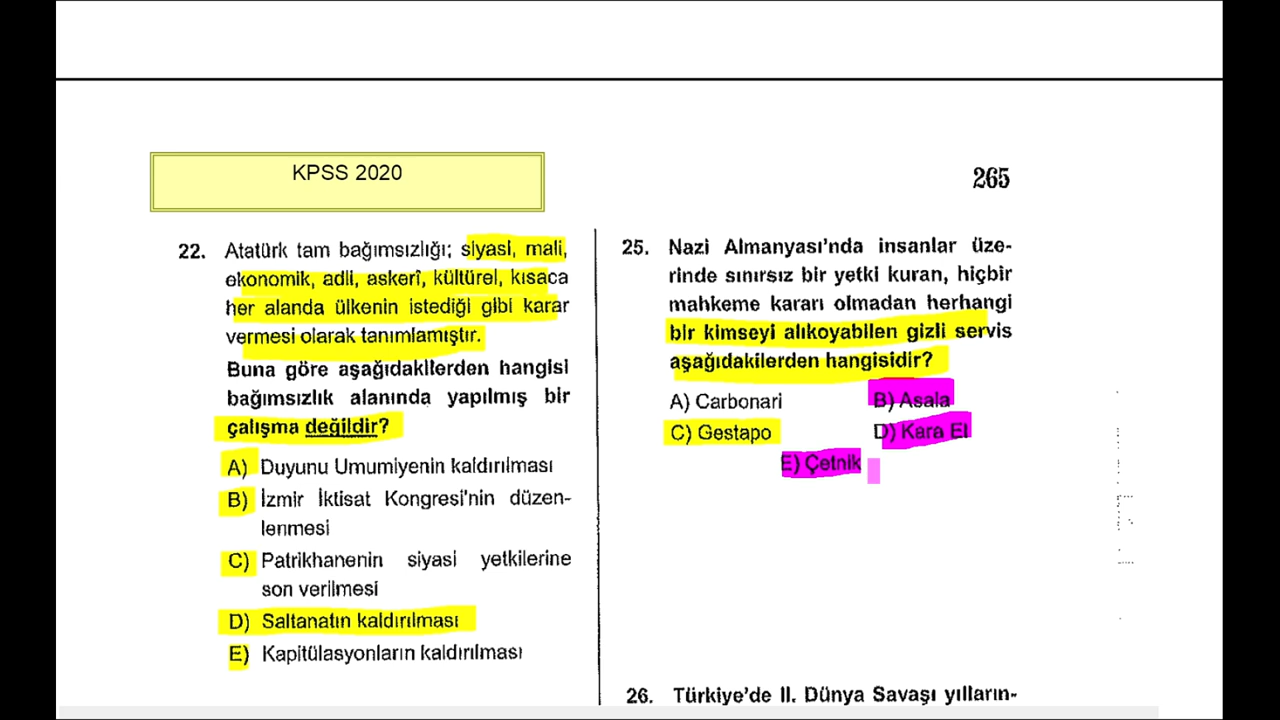 KPSS 2020
265
22. Atatürk tam bağımsızlığı; siyasi, mali,
ekonomik, adli, askerî, kültürel, kısaca
her alanda ülkenin istediği gibi karar
vermesi olarak tanımlamıştır.
Buna göre aşağıdakilerden hangisi
bağımsızlık alanında yapılmış bir
çalışma değildir?
A) Duyunu Umumiyenin kaldırılması
B) İzmir İktisat Kongresi'nin düzen-
lenmesi
C) Patrikhanenin siyasi yetkilerine
son verilmesi
D) Saltanatın kaldırılması
E) Kapitülasyonların kaldırılması
25. Nazi Almanyası'nda insanlar üze-
rinde sınırsız bir yetki kuran, hiçbir
mahkeme kararı olmadan herhangi
bir kimseyi alıkoyabilen gizli servis
aşağıdakilerden hangisidir?
A) Carbonari B) Asala
C) Gestapo D) Kara El
E) Çetnik
26. Türkiye'de II. Dünya Savaşı yılların-